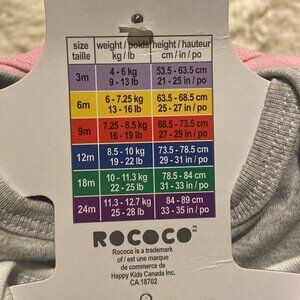 size weight / poids height / hauteur
taille kg / lb cm / in / po
3m 4 - 6 kg 53.5 - 63.5 cm
9 - 13 lb 21 - 25 in / po
6m 6 - 7.25 kg 63.5 - 68.5 cm
13 - 16 lb 25 - 27 in / po
9m 7.25 - 8.5 kg 68.5 - 73.5 cm
16 - 19 lb 27 - 29 in / po
12m 8.5 - 10 kg 73.5 - 78.5 cm
19 - 22 lb 29 - 31 in / po
18m 10 - 11.3 kg 78.5 - 84 cm
22 - 25 lb 31 - 33 in / po
24m 11.3 - 12.7 kg 84 - 89 cm
25 - 28 lb 33 - 35 in / po
ROCOCO™
Rococo is a trademark
of / est une marque
de commerce de
Happy Kids Canada Inc.
CA 18702